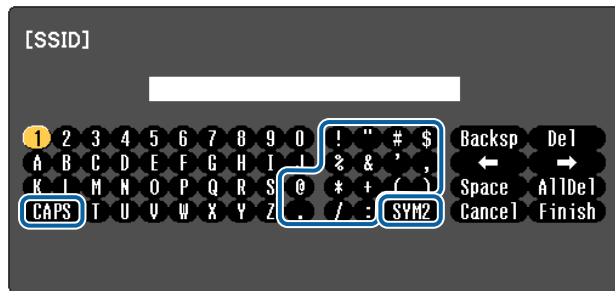 [SSID]
1 2 3 4 5 6 7 8 9 0 ! " # $ Backsp Del
A B C D E F G H I J % & ' , ← →
K L M N O P Q R S @ * + ( ) Space AllDel
CAPS T U V W X Y Z . / : SYM2 Cancel Finish